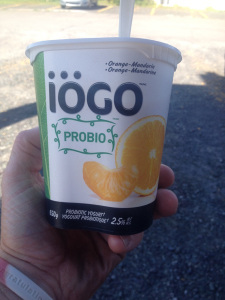 •Orange-Mandarin
•Orange-Mandarine
iögo
PROBIO
PROBIOTIC YOGURT
YOGOURT PROBIOTIQUE
2.5%